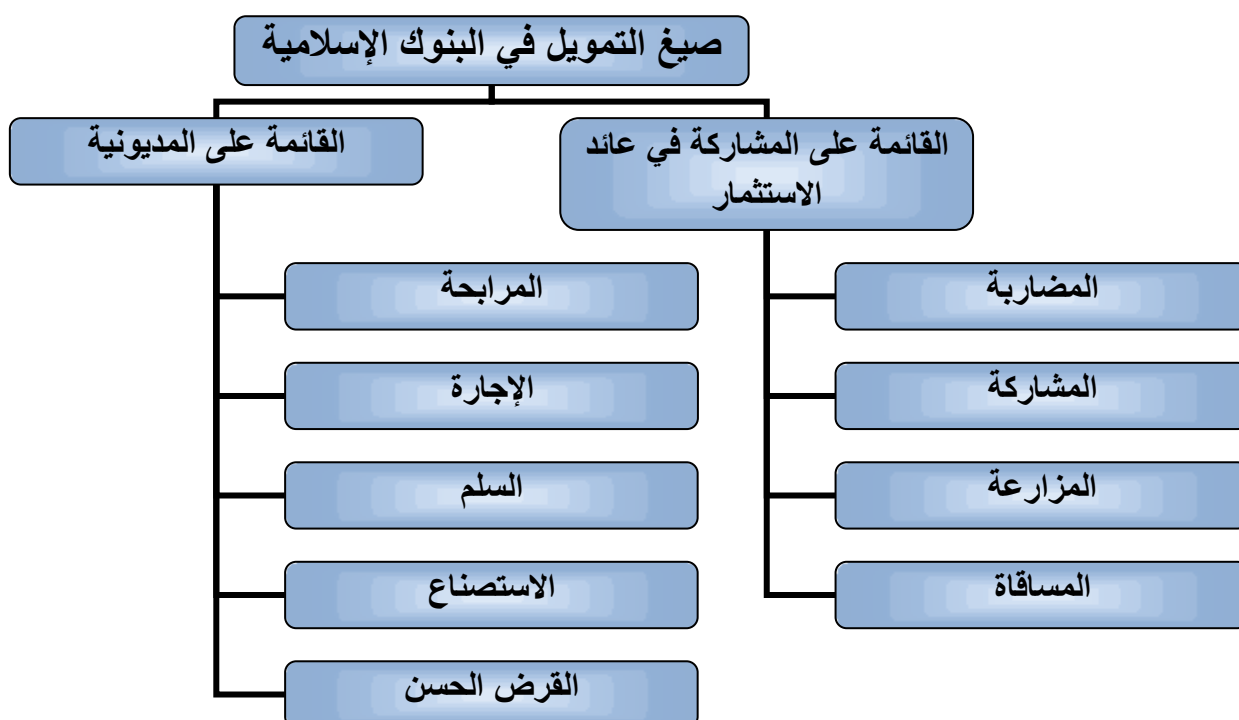 صيغ التمويل في البنوك الإسلامية
القائمة على المشاركة في عائد
الاستثمار
المضاربة
المشاركة
المزارعة
المساقاة
القائمة على المديونية
المرابحة
الإجارة
السلم
الاستصناع
القرض الحسن